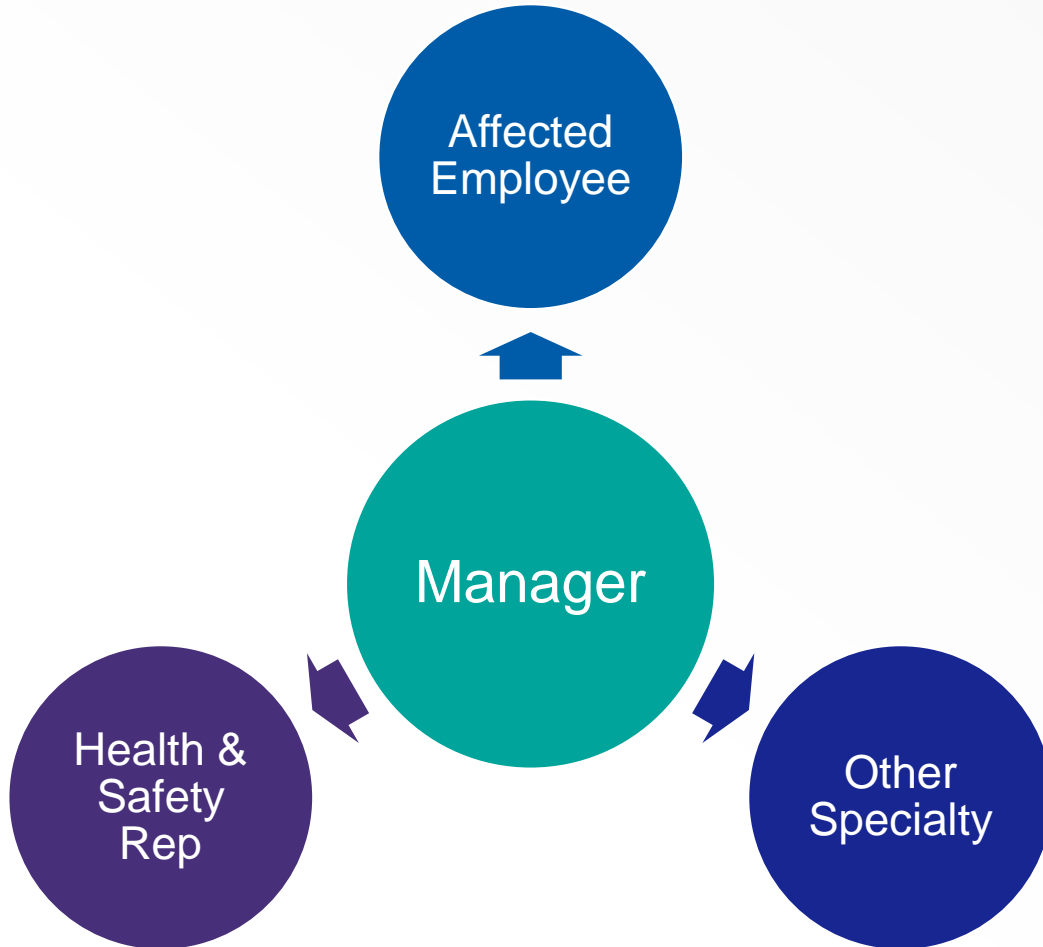 Affected
Employee
Manager
Health &
Safety
Rep
Other
Specialty